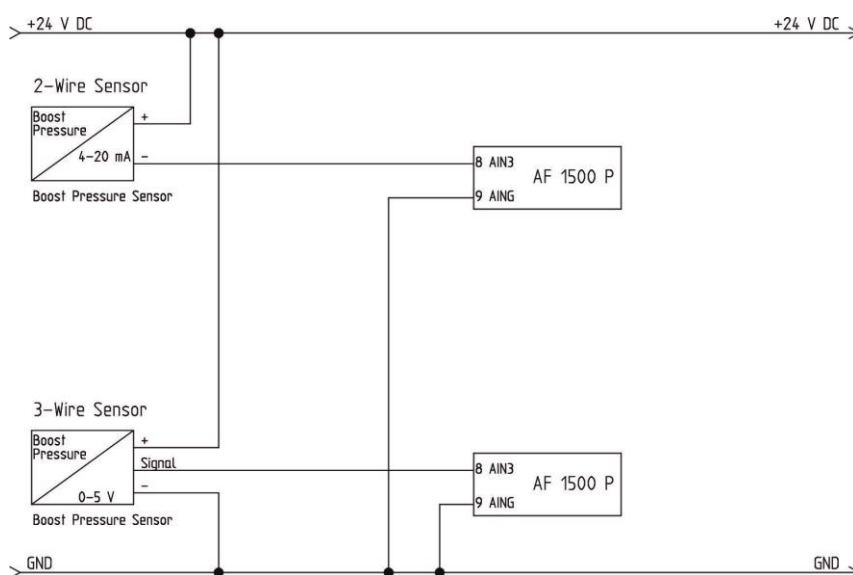 +24 V DC
+24 V DC
2-Wire Sensor
Boost
Pressure
+
4-20 mA
-
Boost Pressure Sensor
8 AIN3
AF 1500 P
9 AING
3-Wire Sensor
Boost
Pressure
+
Signal
-
0-5 V
Boost Pressure Sensor
8 AIN3
AF 1500 P
9 AING
GND
GND